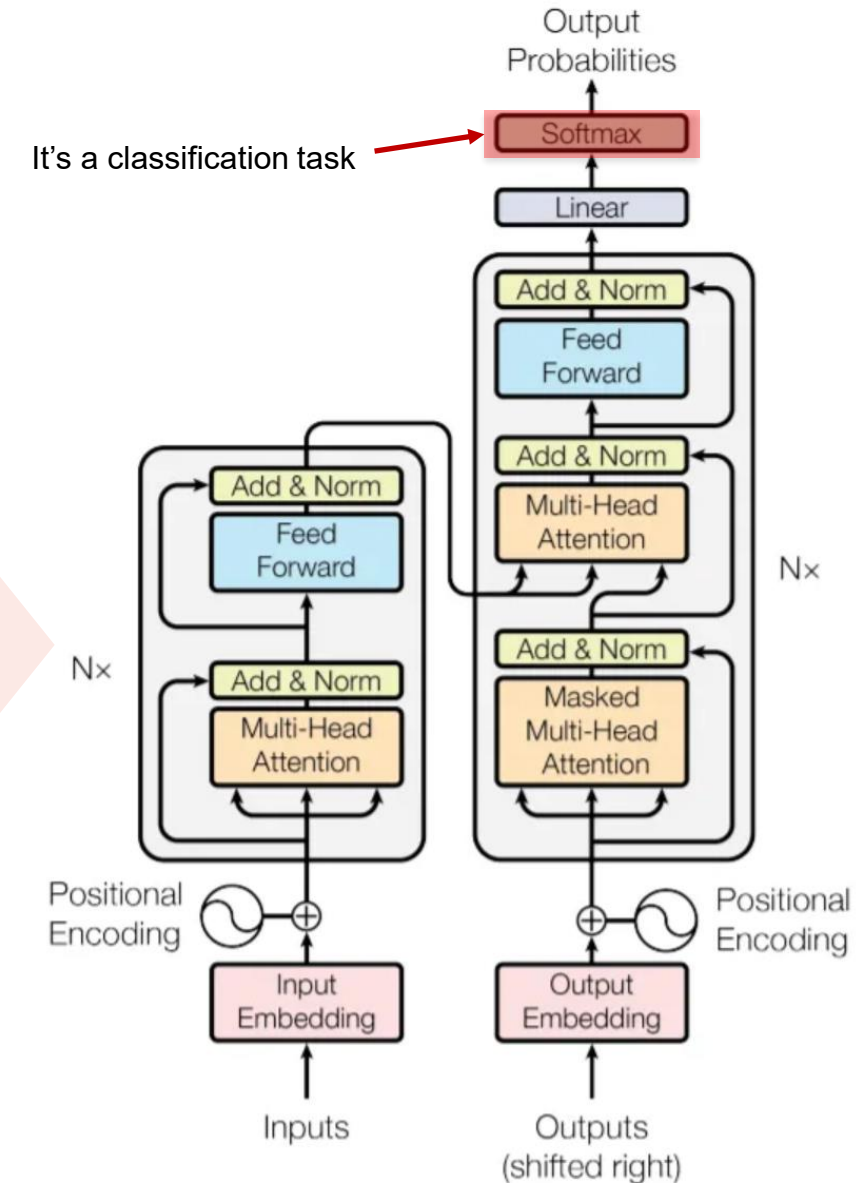 Output
Probabilities
Softmax
It's a classification task
Linear
Add & Norm
Feed
Forward
Add & Norm
Multi-Head
Attention
Nx
Add & Norm
Masked
Multi-Head
Attention
Add & Norm
Feed
Forward
Nx
Add & Norm
Multi-Head
Attention
Positional
Encoding
Positional
Encoding
Input
Embedding
Output
Embedding
Inputs
Outputs
(shifted right)